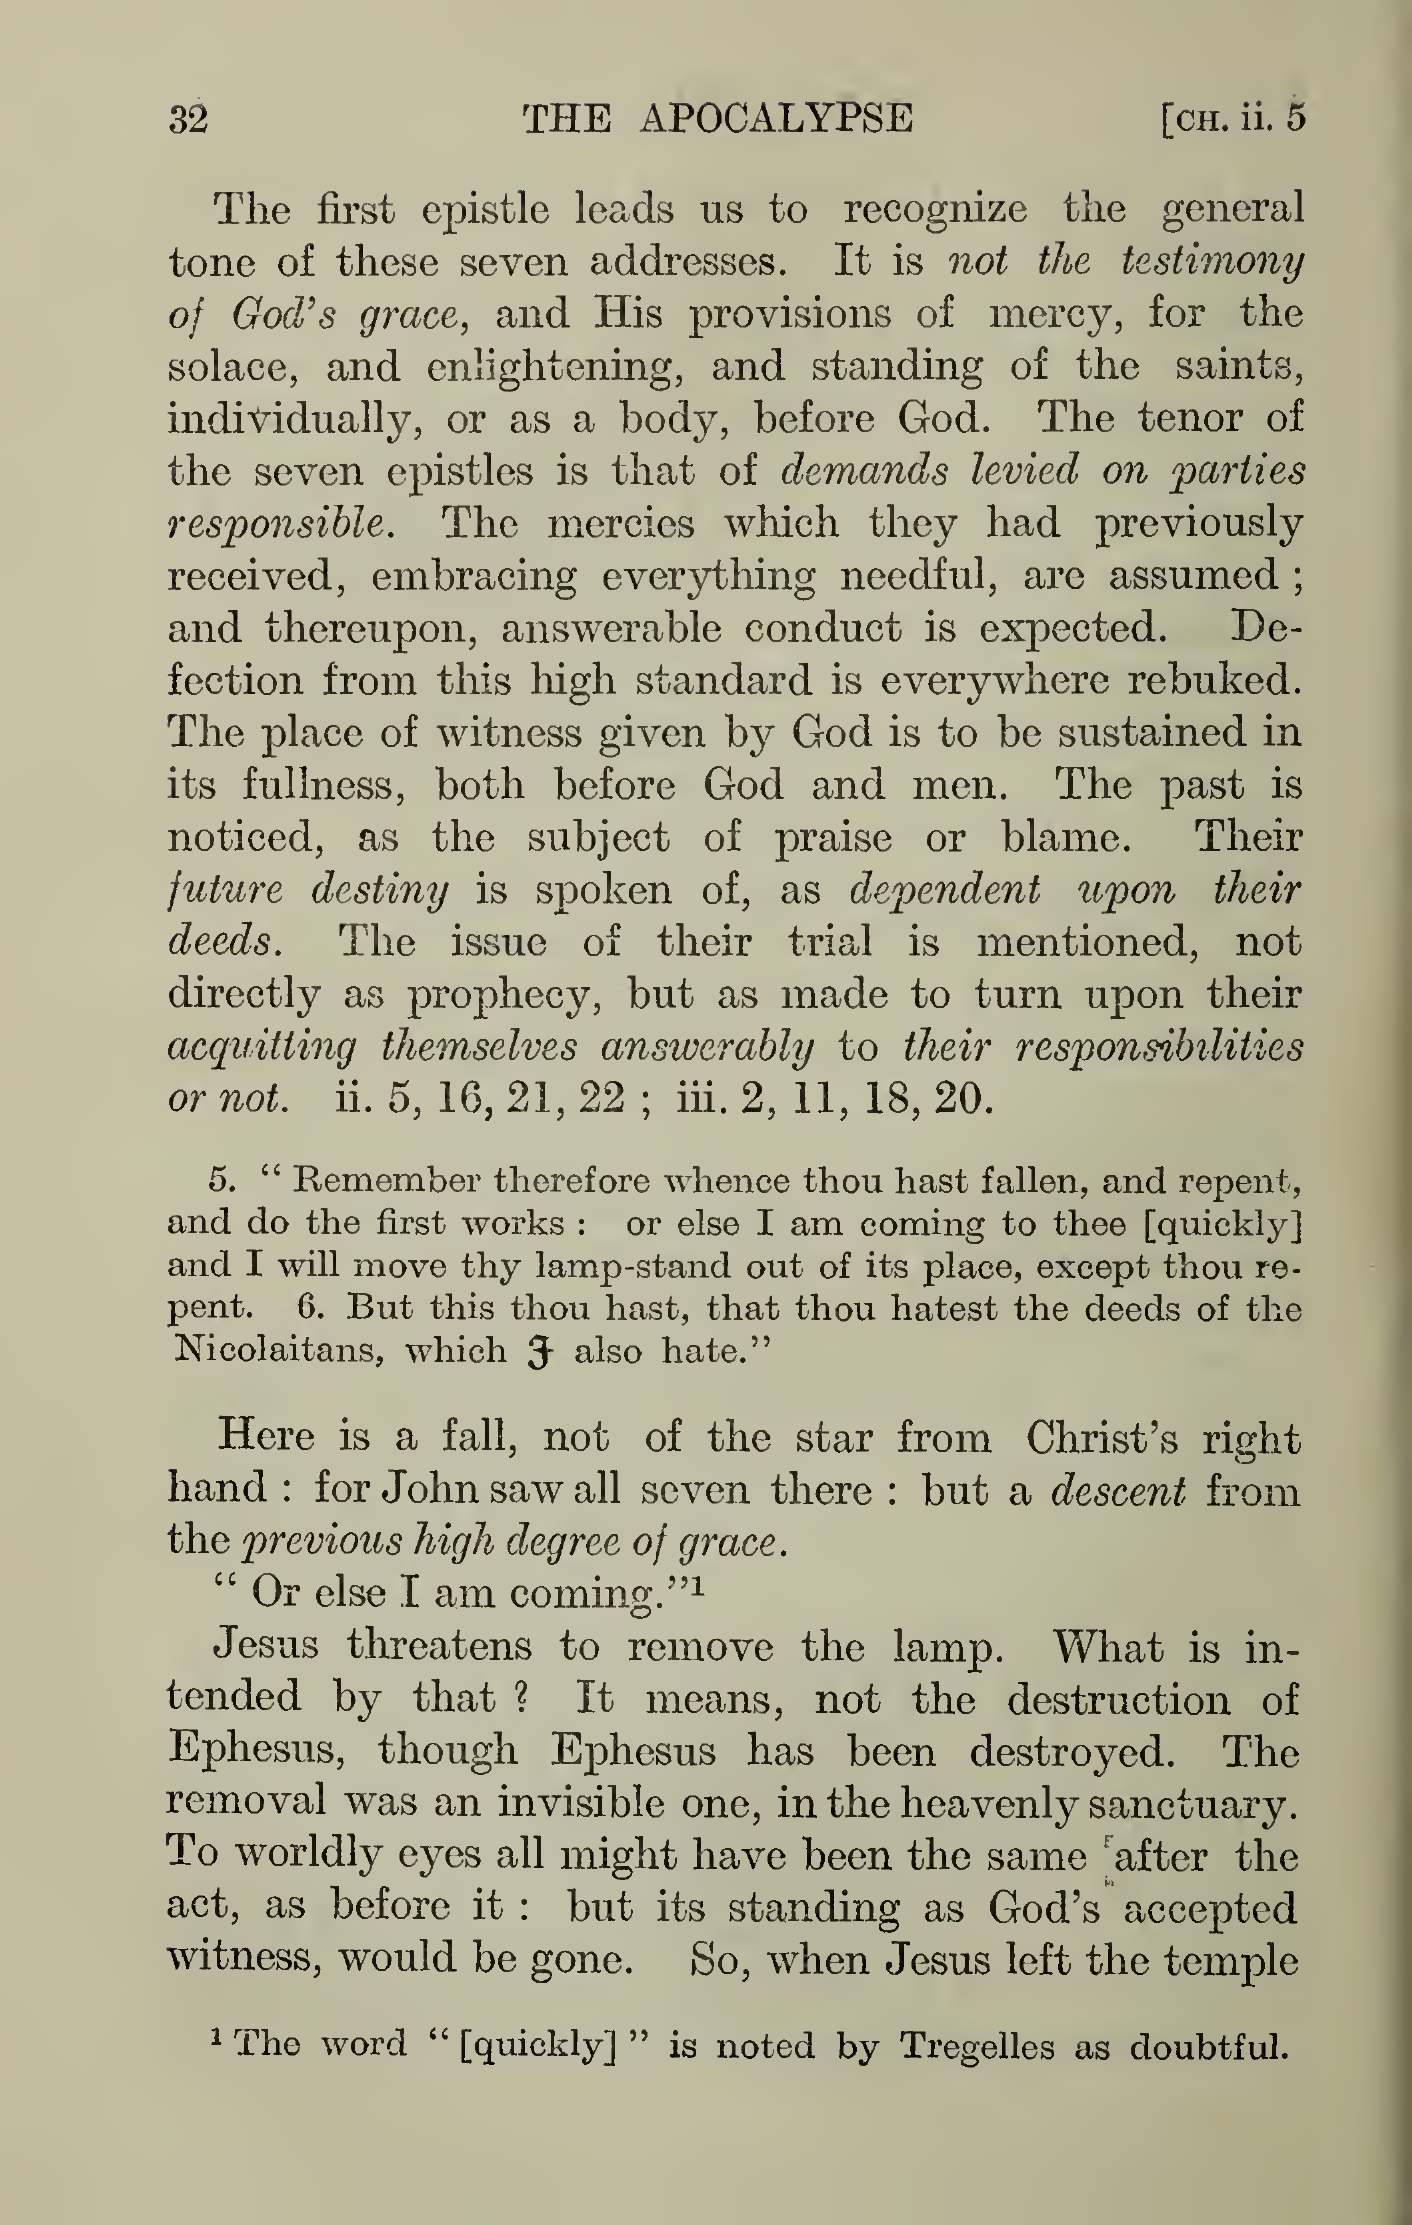 32 THE APOCALYPSE [CH. ii. 5
The first epistle leads us to recognize the general
tone of these seven addresses. It is not the testimony
of God's grace, and His provisions of mercy, for the
solace, and enlightening, and standing of the saints,
individually, or as a body, before God. The tenor of
the seven epistles is that of demands levied on parties
responsible. The mercies which they had previously
received, embracing everything needful, are assumed ;
and thereupon, answerable conduct is expected. De-
fection from this high standard is everywhere rebuked.
The place of witness given by God is to be sustained in
its fullness, both before God and men. The past is
noticed, as the subject of praise or blame. Their
future destiny is spoken of, as dependent upon their
deeds. The issue of their trial is mentioned, not
directly as prophecy, but as made to turn upon their
acquitting themselves answerably to their responsibilities
or not. ii. 5, 16, 21, 22 ; iii. 2, 11, 18, 20.
5. " Remember therefore whence thou hast fallen, and repent,
and do the first works : or else I am coming to thee [quickly]
and I will move thy lamp-stand out of its place, except thou re-
pent. 6. But this thou hast, that thou hatest the deeds of the
Nicolaitans, which I also hate."
Here is a fall, not of the star from Christ's right
hand : for John saw all seven there : but a descent from
the previous high degree of grace.
" Or else I am coming."¹
Jesus threatens to remove the lamp. What is in-
tended by that ? It means, not the destruction of
Ephesus, though Ephesus has been destroyed. The
removal was an invisible one, in the heavenly sanctuary.
To worldly eyes all might have been the same after the
act, as before it : but its standing as God's accepted
witness, would be gone. So, when Jesus left the temple
¹ The word " [quickly] " is noted by Tregelles as doubtful.